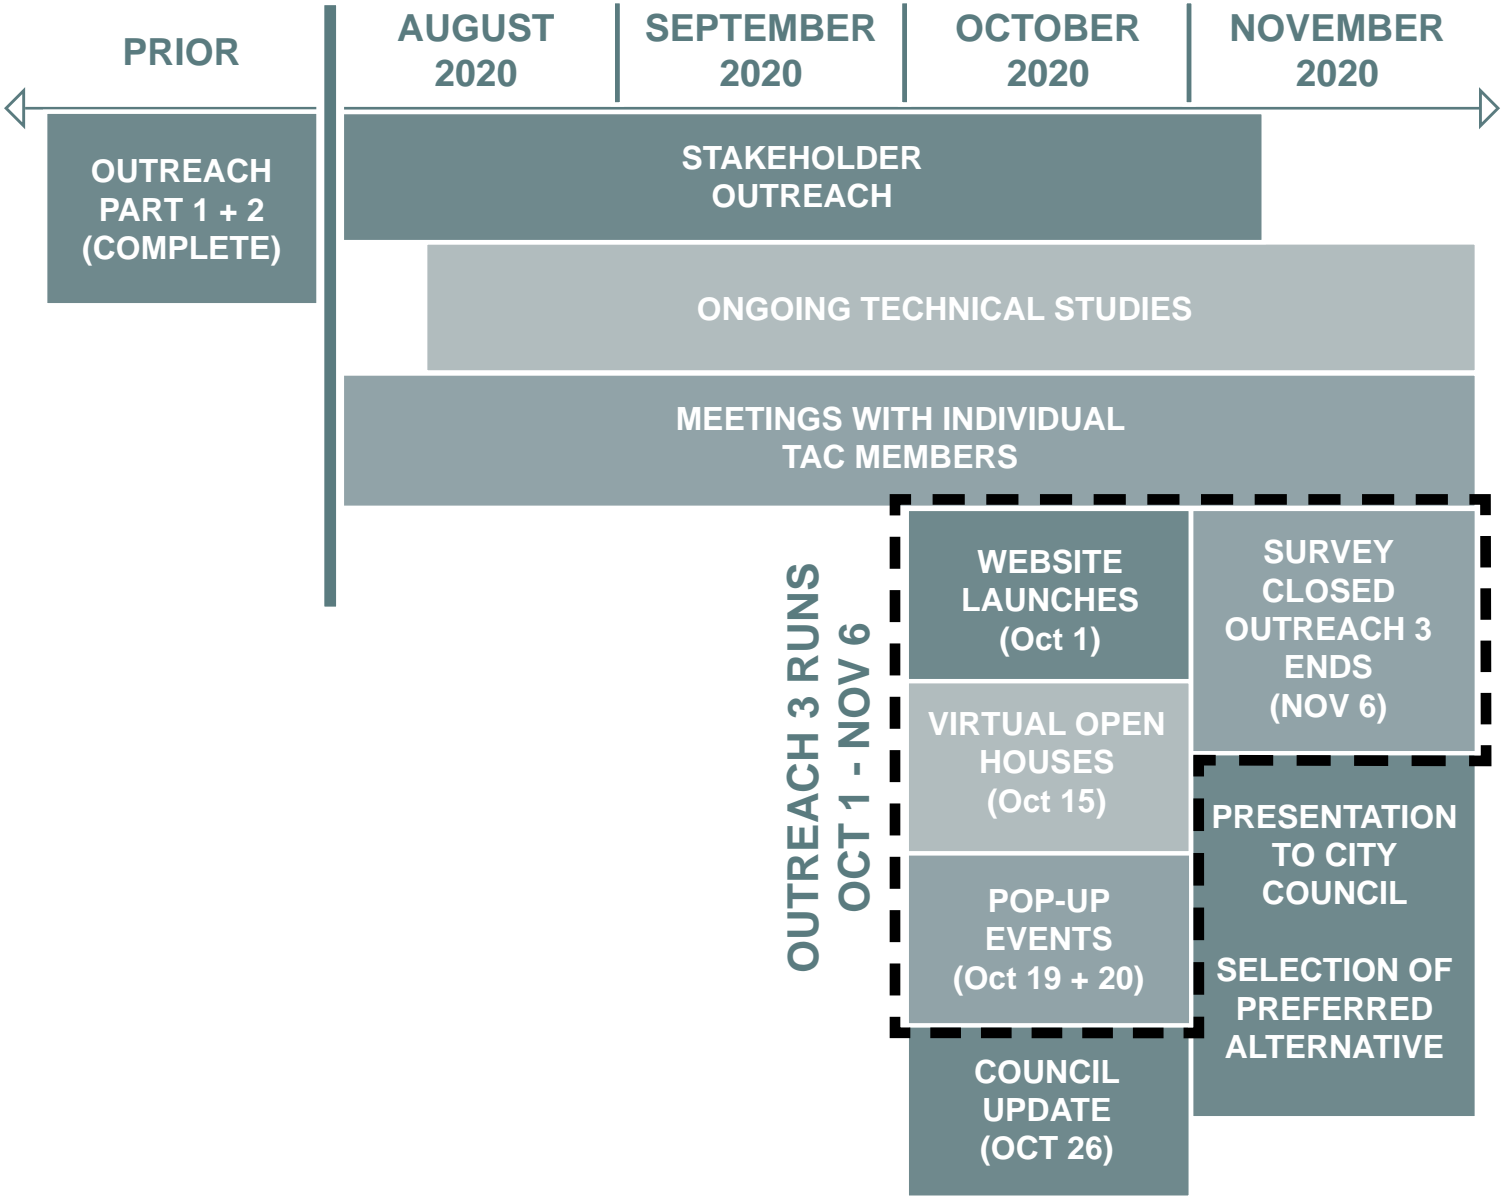 PRIOR
AUGUST
2020
SEPTEMBER
2020
OCTOBER
2020
NOVEMBER
2020
OUTREACH
PART 1 + 2
(COMPLETE)
STAKEHOLDER
OUTREACH
ONGOING TECHNICAL STUDIES
MEETINGS WITH INDIVIDUAL
TAC MEMBERS
OUTREACH 3 RUNS
OCT 1 - NOV 6
WEBSITE
LAUNCHES
(Oct 1)
VIRTUAL OPEN
HOUSES
(Oct 15)
POP-UP
EVENTS
(Oct 19 + 20)
COUNCIL
UPDATE
(OCT 26)
SURVEY
CLOSED
OUTREACH 3
ENDS
(NOV 6)
PRESENTATION
TO CITY
COUNCIL
SELECTION OF
PREFERRED
ALTERNATIVE